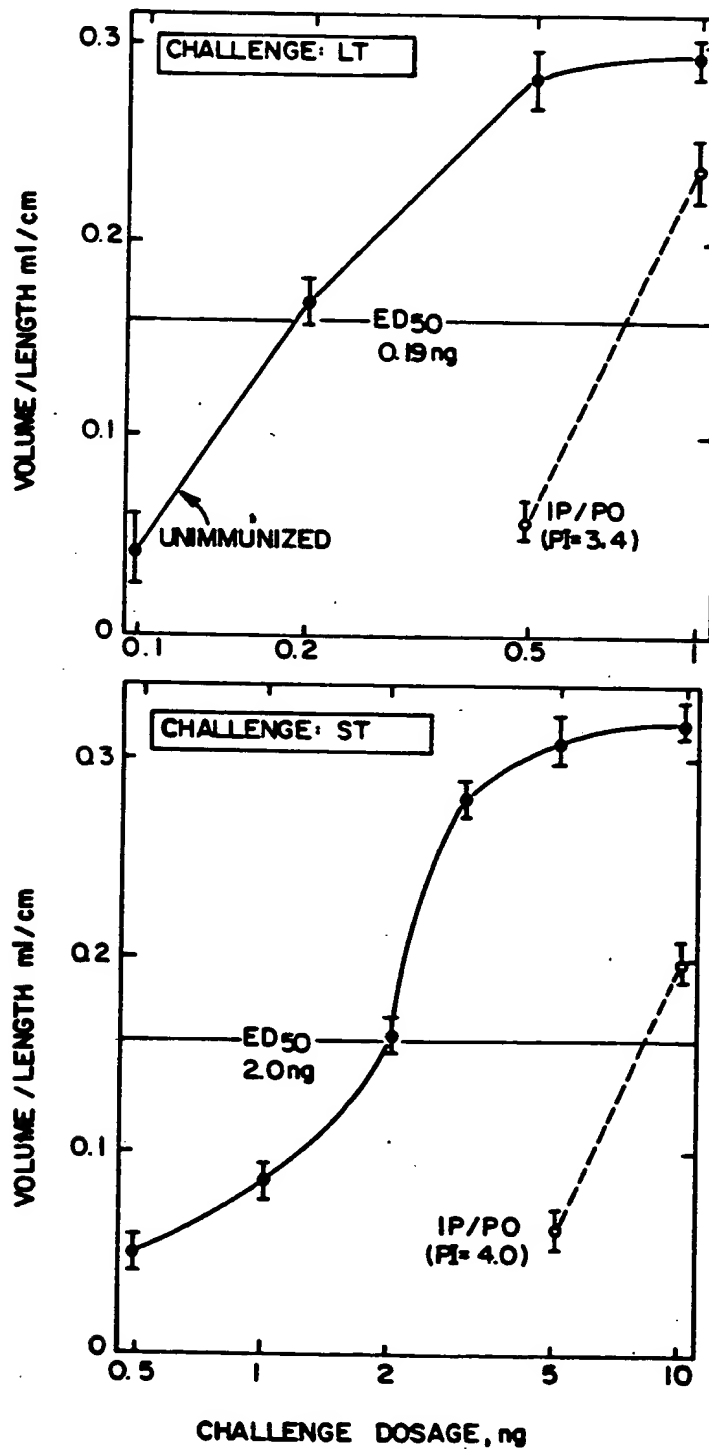 0.3
CHALLENGE: LT
0.2
VOLUME/LENGTH ml/cm
ED50
0.19ng
0.1
UNIMMUNIZED
IP/PO
(PI=3.4)
0
0.1 0.2 0.5 1
CHALLENGE: ST
0.3
VOLUME/LENGTH ml/cm
0.2
ED50
2.0ng
0.1
IP/PO
(PI=4.0)
0
0.5 1 2 5 10
CHALLENGE DOSAGE, ng